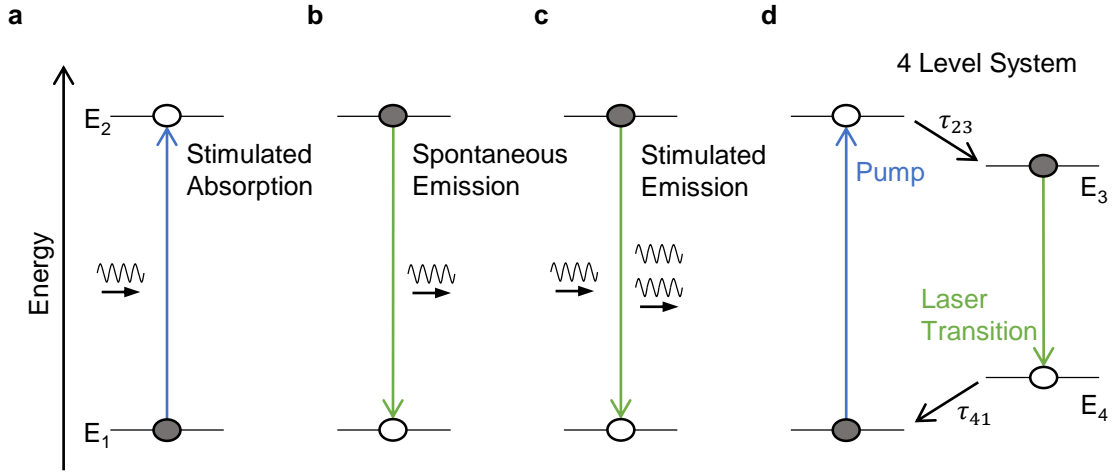 a
b
c
d
4 Level System
Energy
E₂
E₁
Stimulated
Absorption
Spontaneous
Emission
Stimulated
Emission
τ₂₃
Pump
E₃
Laser
Transition
E₄
τ₄₁